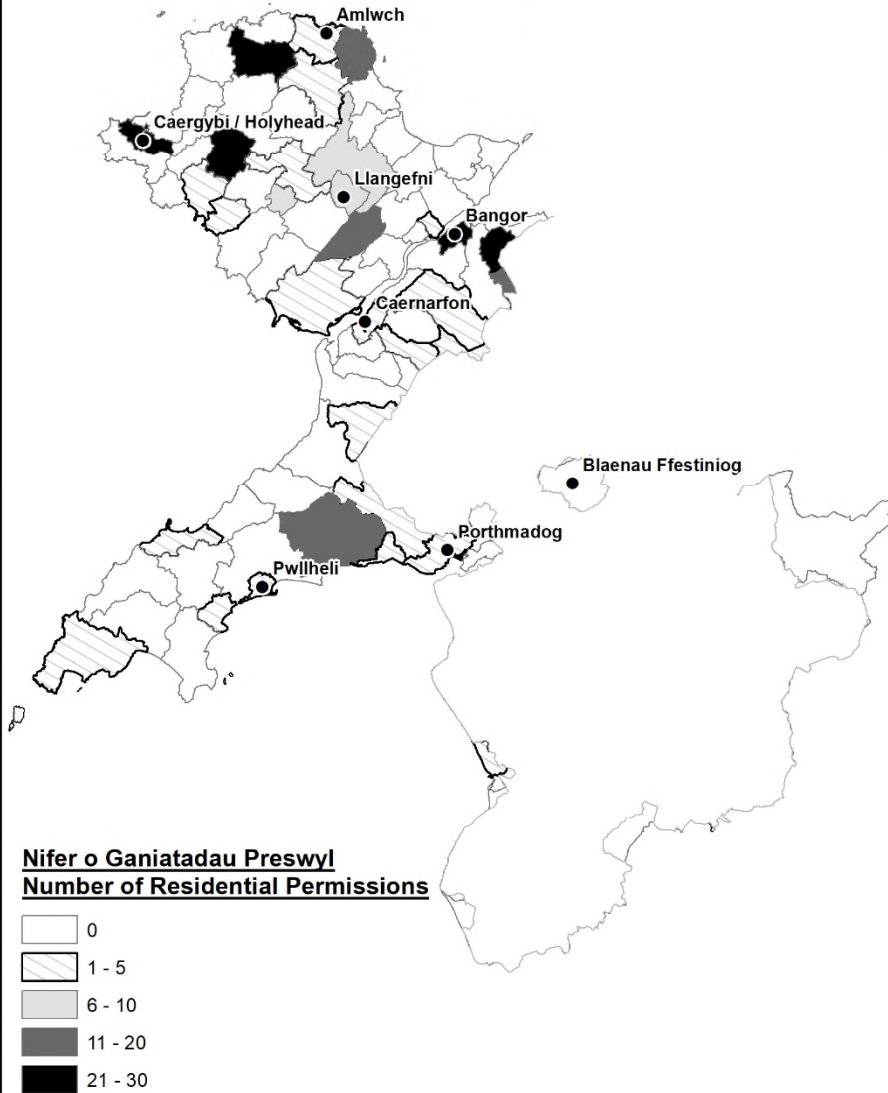 Amlwch
Caergybi / Holyhead
Llangefni
Bangor
Caernarfon
Blaenau Ffestiniog
Porthmadog
Pwllheli
Nifer o Ganiatadau Preswyl
Number of Residential Permissions
0
1 - 5
6 - 10
11 - 20
21 - 30